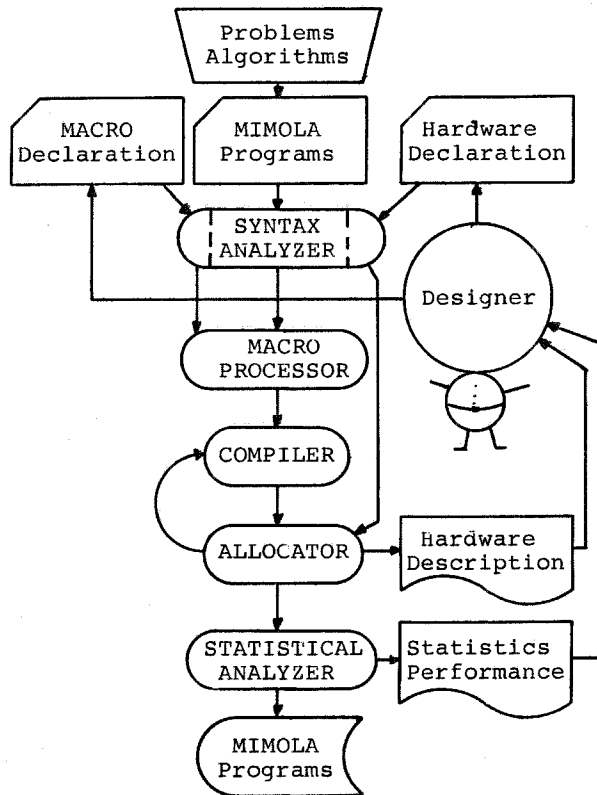 Problems
Algorithms
MACRO
Declaration
MIMOLA
Programs
Hardware
Declaration
SYNTAX
ANALYZER
Designer
MACRO
PROCESSOR
COMPILER
ALLOCATOR
Hardware
Description
STATISTICAL
ANALYZER
Statistics
Performance
MIMOLA
Programs